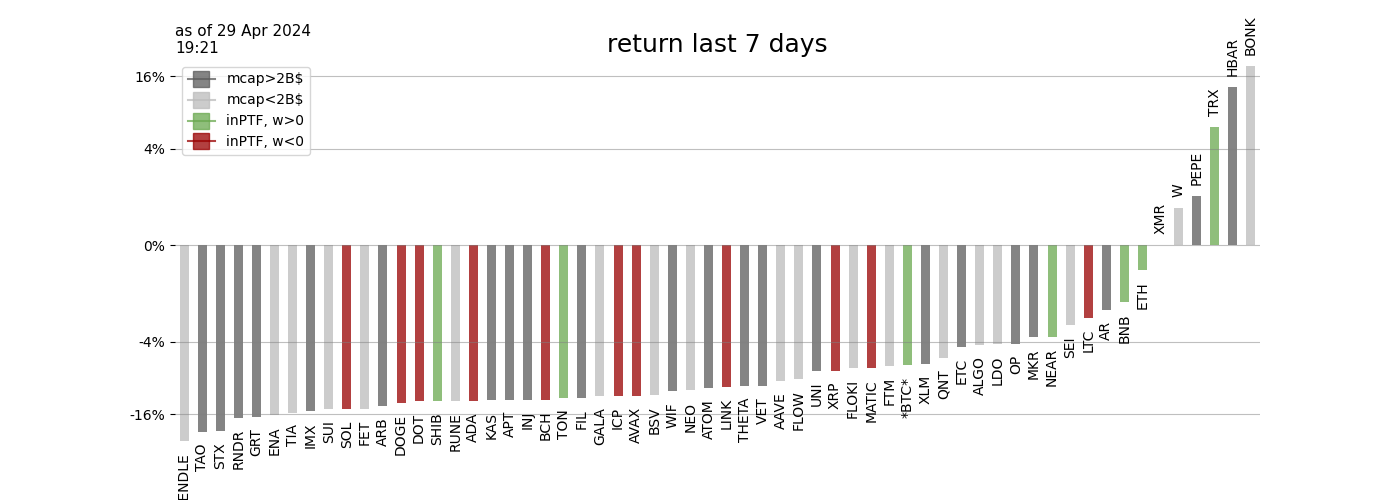 as of 29 Apr 2024
19:21
return last 7 days
mcap>2B$
mcap<2B$
inPTF, w>0
inPTF, w<0
16%
4%
0%
-4%
-16%
ENDLE
TAO
STX
RNDR
GRT
ENA
TIA
IMX
SUI
SOL
FET
ARB
DOGE
DOT
SHIB
RUNE
ADA
KAS
APT
INJ
BCH
TON
FIL
GALA
ICP
AVAX
BSV
WIF
NEO
ATOM
LINK
THETA
VET
AAVE
FLOW
UNI
XRP
FLOKI
MATIC
FTM
*BTC*
XLM
QNT
ETC
ALGO
LDO
OP
MKR
NEAR
SEI
LTC
AR
BNB
ETH
XMR
W
PEPE
TRX
HBAR
BONK